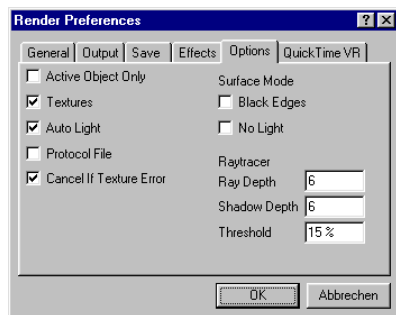 Render Preferences
General Output Save Effects Options QuickTime VR
Active Object Only
Textures
Auto Light
Protocol File
Cancel If Texture Error
Surface Mode
Black Edges
No Light
Raytracer
Ray Depth 6
Shadow Depth 6
Threshold 15 %
OK Abbrechen